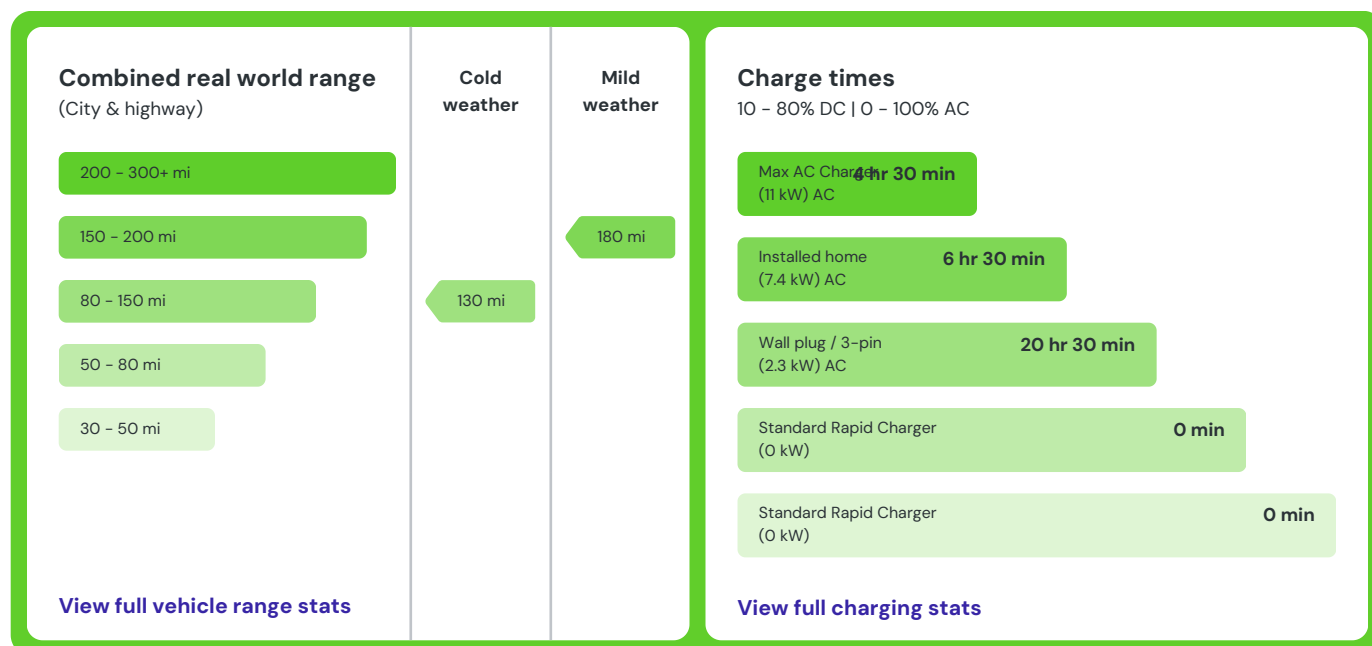 Combined real world range
(City & highway)
Cold
weather
Mild
weather
200 - 300+ mi
150 - 200 mi
180 mi
80 - 150 mi
130 mi
50 - 80 mi
30 - 50 mi
View full vehicle range stats
Charge times
10 - 80% DC | 0 - 100% AC
Max AC Charger
4 hr 30 min
(11 kW) AC
Installed home
6 hr 30 min
(7.4 kW) AC
Wall plug / 3-pin
20 hr 30 min
(2.3 kW) AC
Standard Rapid Charger
0 min
(0 kW)
Standard Rapid Charger
0 min
(0 kW)
View full charging stats